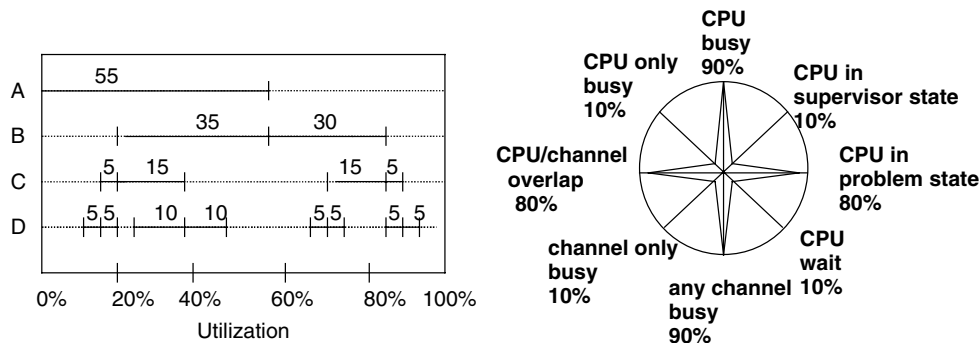 A
55
B
35 30
C
5 15 15 5
D
5 5 10 10 5 5 5 5
0% 20% 40% 60% 80% 100%
Utilization
CPU
busy
90%
CPU only
busy
10%
CPU in
supervisor state
10%
CPU/channel
overlap
80%
CPU in
problem state
80%
channel only
busy
10%
CPU
wait
10%
any channel
busy
90%